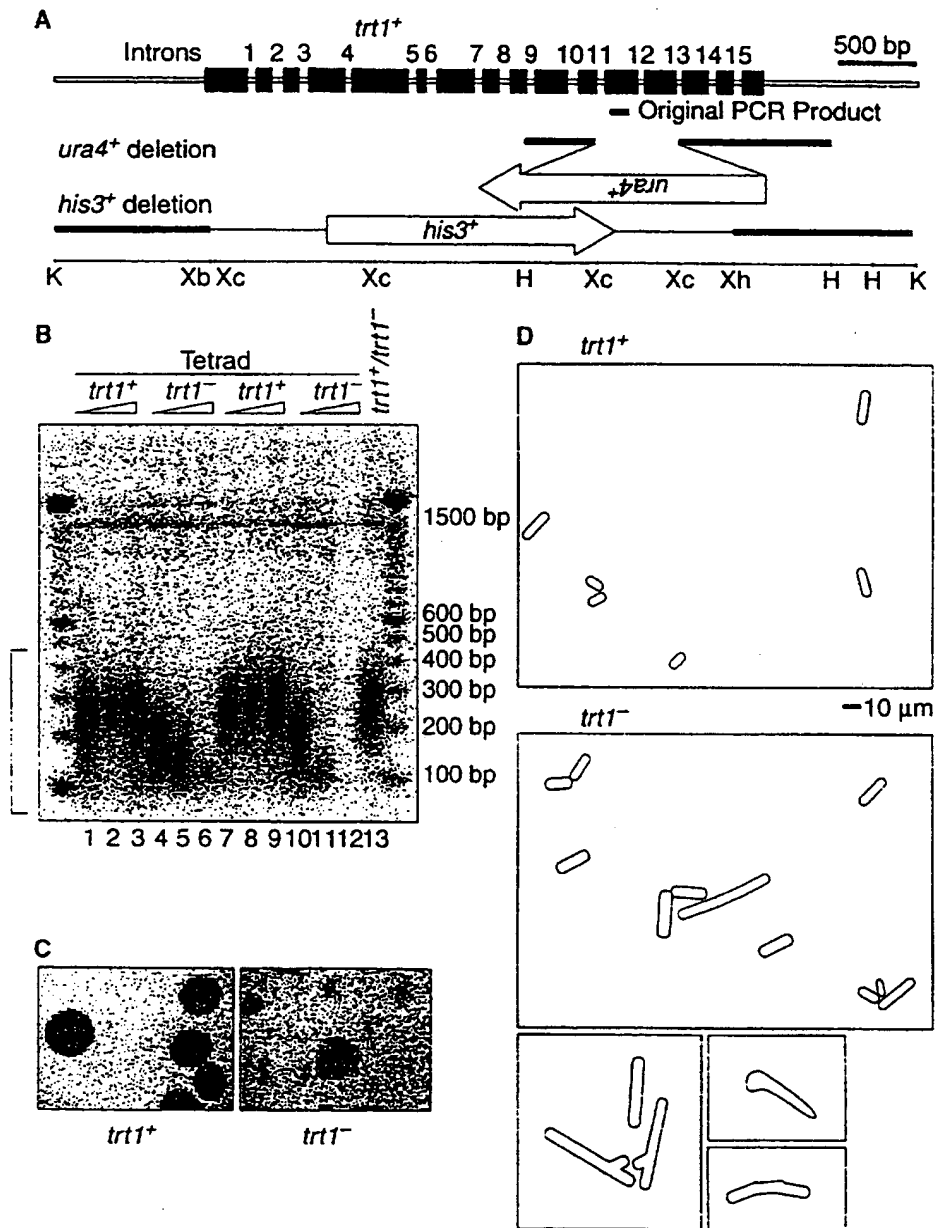 A
trt1+
Introns 1 2 3 4 5 6 7 8 9 10 11 12 13 14 15
500 bp
Original PCR Product
ura4+ deletion
ura4+
his3+ deletion
his3+
K Xb Xc Xc H Xc Xc Xh H H K
B
Tetrad
trt1+ trt1– trt1+ trt1–
trt1+/trt1–
1500 bp
600 bp
500 bp
400 bp
300 bp
200 bp
100 bp
1 2 3 4 5 6 7 8 9 10 11 12 13
C
trt1+
trt1–
D
trt1+
10 µm
trt1–